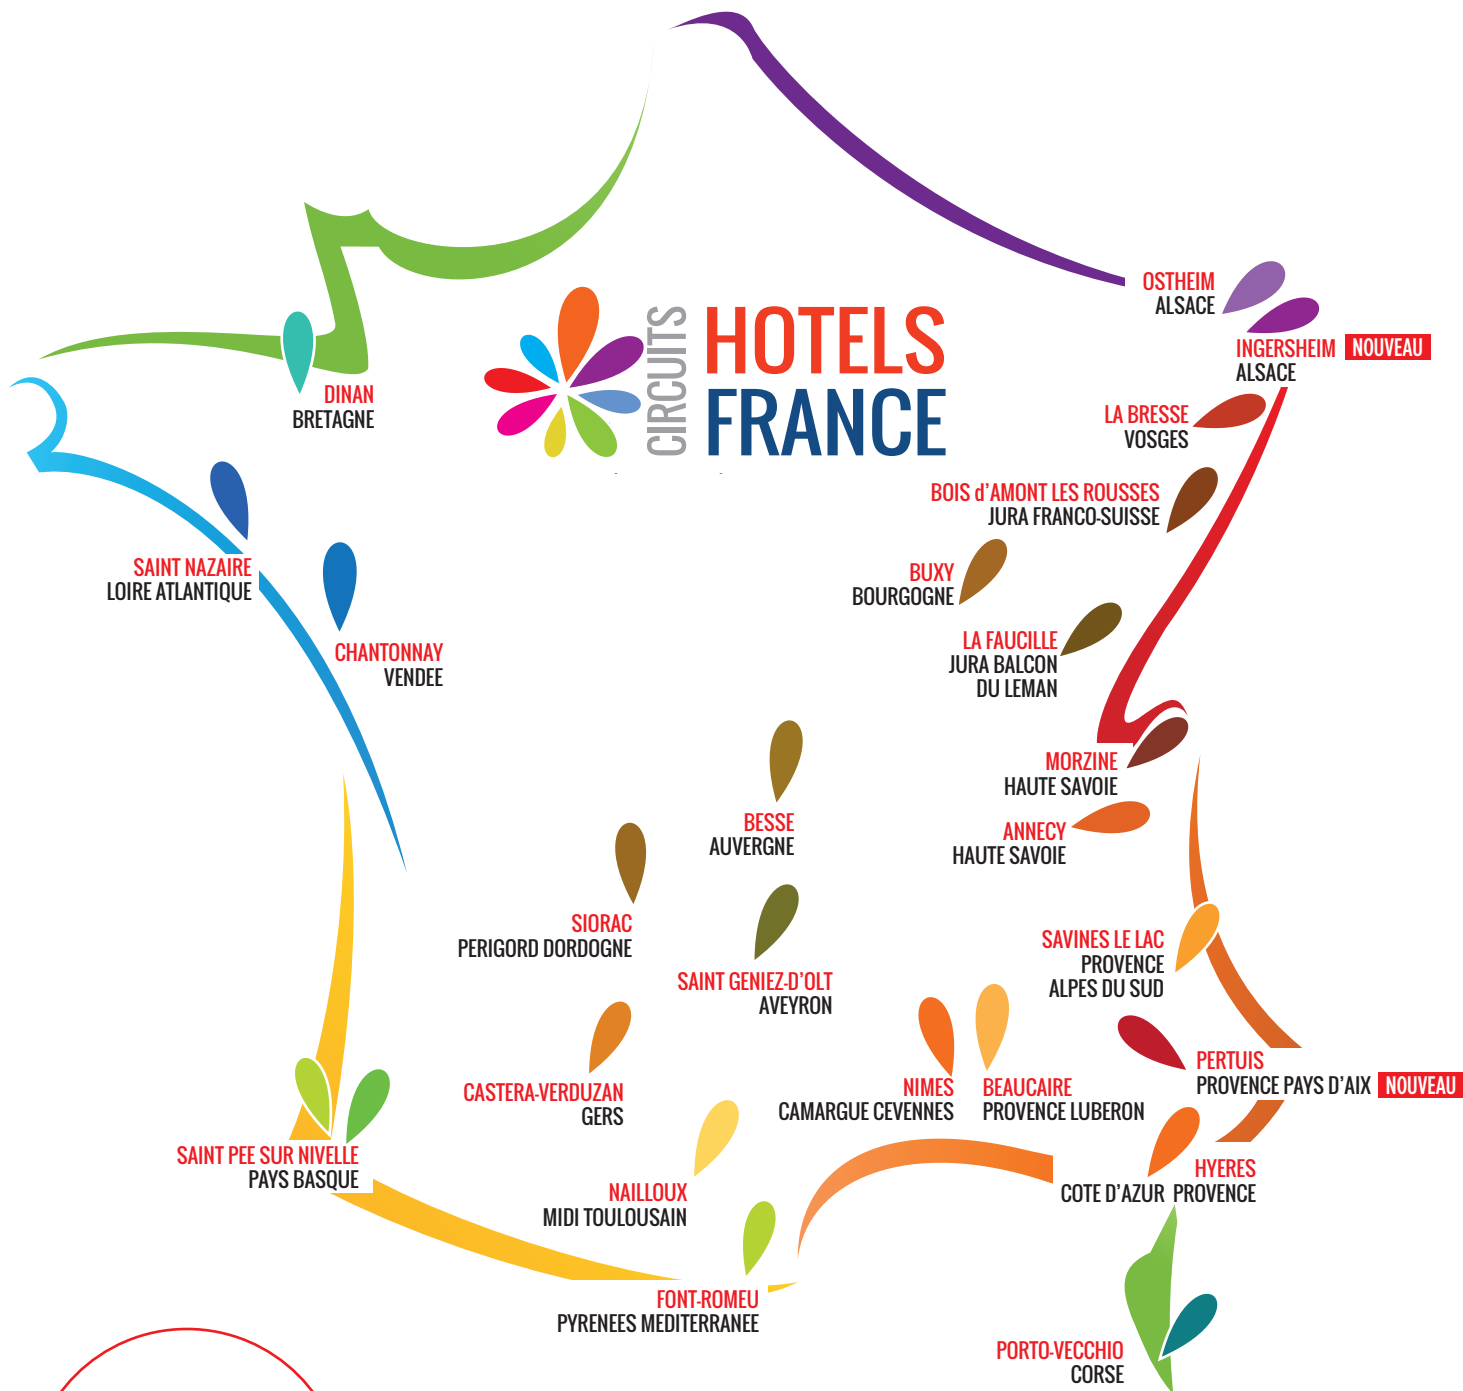 OSTHEIM
ALSACE
INGERSHEIM NOUVEAU
ALSACE
CIRCUITS
HOTELS
FRANCE
DINAN
BRETAGNE
LA BRESSE
VOSGES
BOIS d'AMONT LES ROUSSES
JURA FRANCO-SUISSE
SAINT NAZAIRE
LOIRE ATLANTIQUE
BUXY
BOURGOGNE
CHANTONNAY
VENDEE
LA FAUCILLE
JURA BALCON
DU LEMAN
MORZINE
HAUTE SAVOIE
BESSE
AUVERGNE
ANNECY
HAUTE SAVOIE
SIORAC
PERIGORD DORDOGNE
SAVINES LE LAC
PROVENCE
ALPES DU SUD
SAINT GENIEZ-D'OLT
AVEYRON
CASTERA-VERDUZAN
GERS
NIMES
CAMARGUE CEVENNES
BEAUCAIRE
PROVENCE LUBERON
PERTUIS
PROVENCE PAYS D'AIX NOUVEAU
SAINT PEE SUR NIVELLE
PAYS BASQUE
NAILLOUX
MIDI TOULOUSAIN
HYERES
COTE D'AZUR PROVENCE
FONT-ROMEU
PYRENEES MEDITERRANEE
PORTO-VECCHIO
CORSE